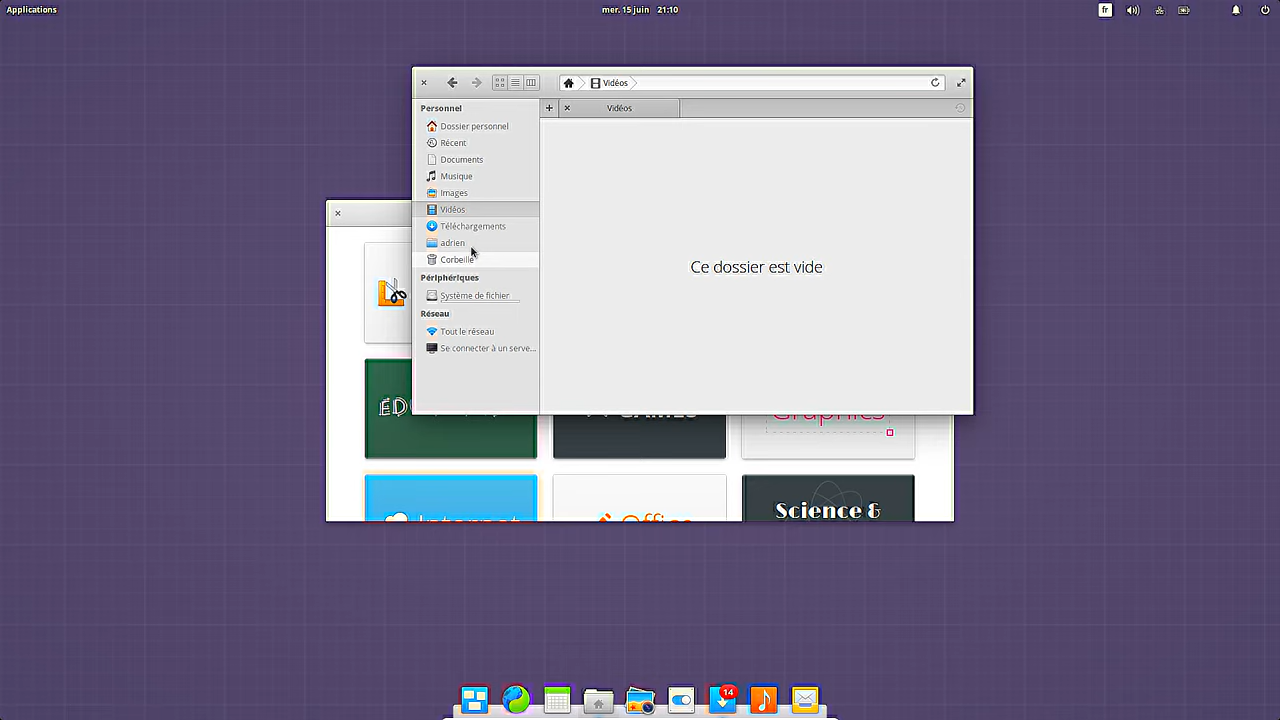 Applications
mer. 15 juin 21:10
fr
Vidéos
Personnel
Vidéos
Dossier personnel
Récent
Documents
Musique
Images
Vidéos
Téléchargements
adrien
Corbeille
Périphériques
Système de fichier
Réseau
Tout le réseau
Se connecter à un serve...
Ce dossier est vide
Graphics
Science &
14